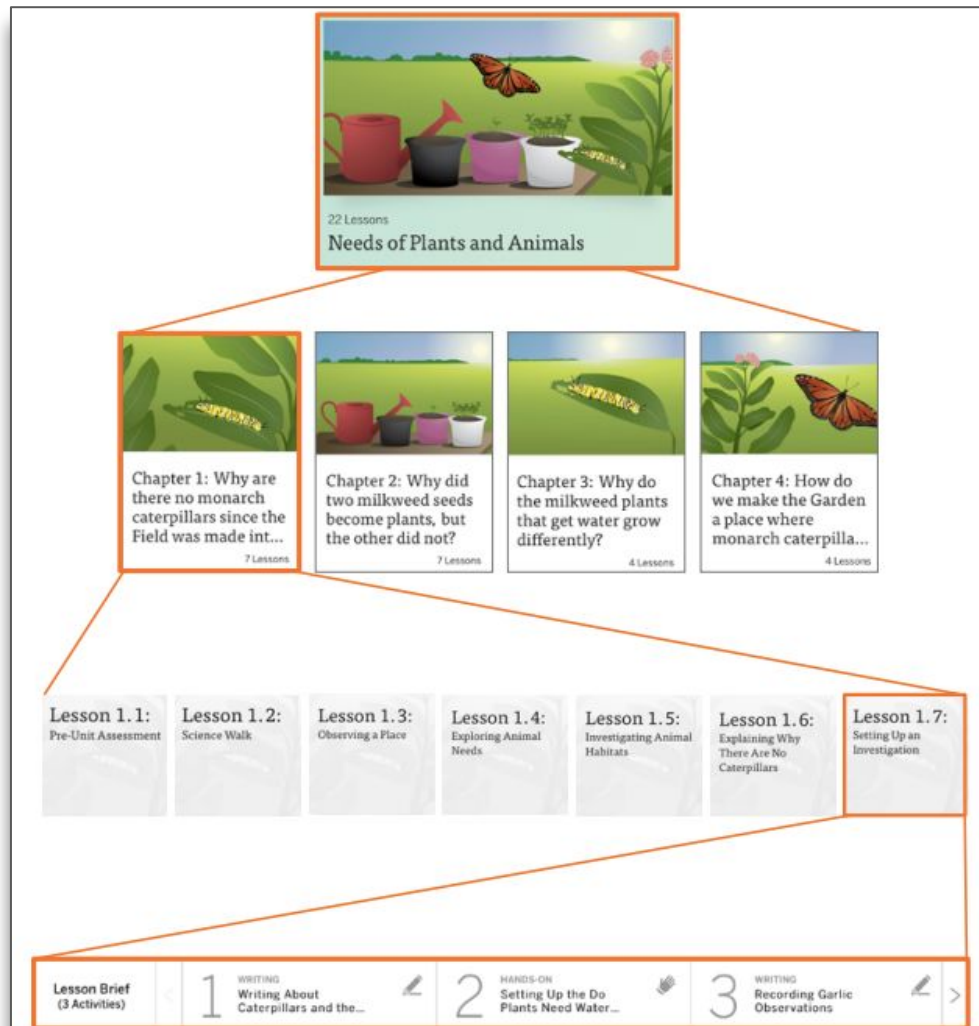 22 Lessons
Needs of Plants and Animals
Chapter 1: Why are
there no monarch
caterpillars since the
Field was made int...
7 Lessons
Chapter 2: Why did
two milkweed seeds
become plants, but
the other did not?
7 Lessons
Chapter 3: Why do
the milkweed plants
that get water grow
differently?
4 Lessons
Chapter 4: How do
we make the Garden
a place where
monarch caterpilla...
4 Lessons
Lesson 1.1:
Pre-Unit Assessment
Lesson 1.2:
Science Walk
Lesson 1.3:
Observing a Place
Lesson 1.4:
Exploring Animal
Needs
Lesson 1.5:
Investigating Animal
Habitats
Lesson 1.6:
Explaining Why
There Are No
Caterpillars
Lesson 1.7:
Setting Up an
Investigation
Lesson Brief
(3 Activities)
1
WRITING
Writing About
Caterpillars and the...
2
HANDS-ON
Setting Up the Do
Plants Need Water...
3
WRITING
Recording Garlic
Observations